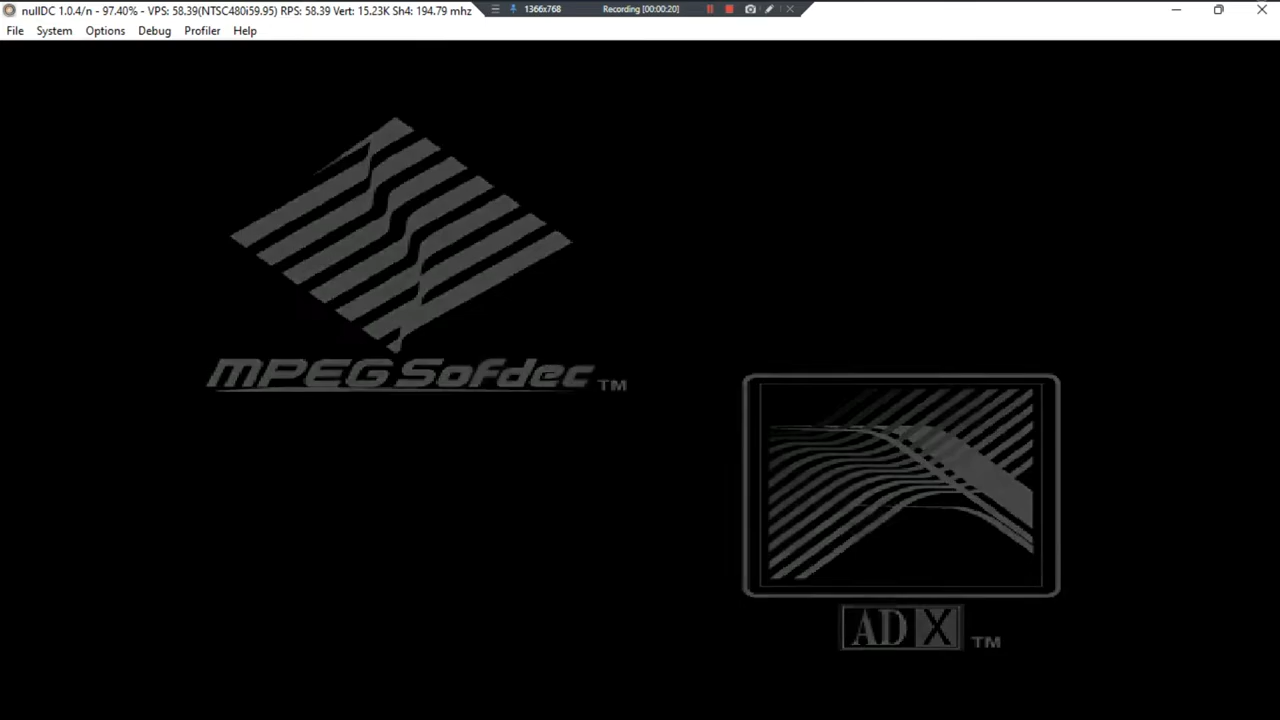 nullDC 1.0.4/n - 97.40% - VPS: 58.39(NTSC480i59.95) RPS: 58.39 Vert: 15.23K Sh4: 194.79 mhz
1366x768
Recording [00:00:20]
File System Options Debug Profiler Help
MPEG Sofdec TM
ADX TM